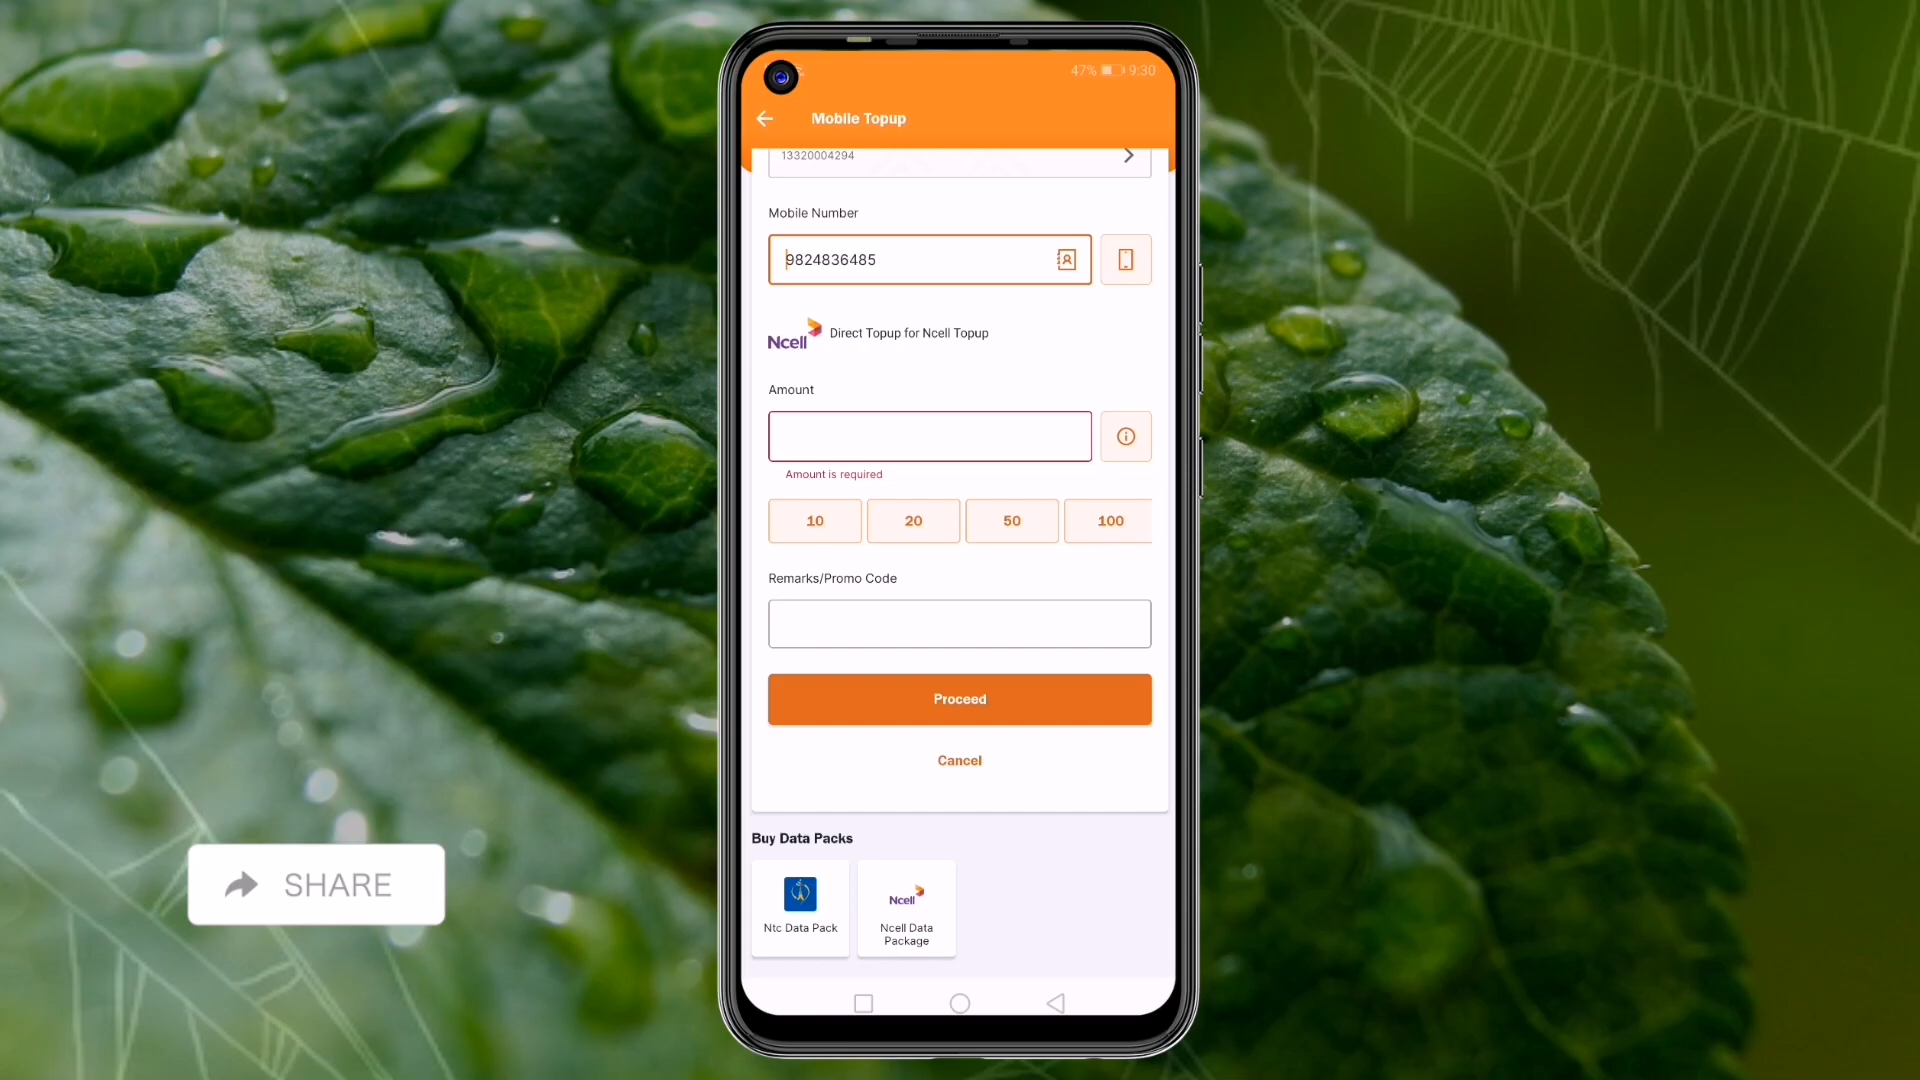 47% 9:30
Mobile Topup
13320004294
Mobile Number
9824836485
Ncell Direct Topup for Ncell Topup
Amount
Amount is required
10 20 50 100
Remarks/Promo Code
Proceed
Cancel
Buy Data Packs
Ncell
Ntc Data Pack
Ncell Data
Package
SHARE